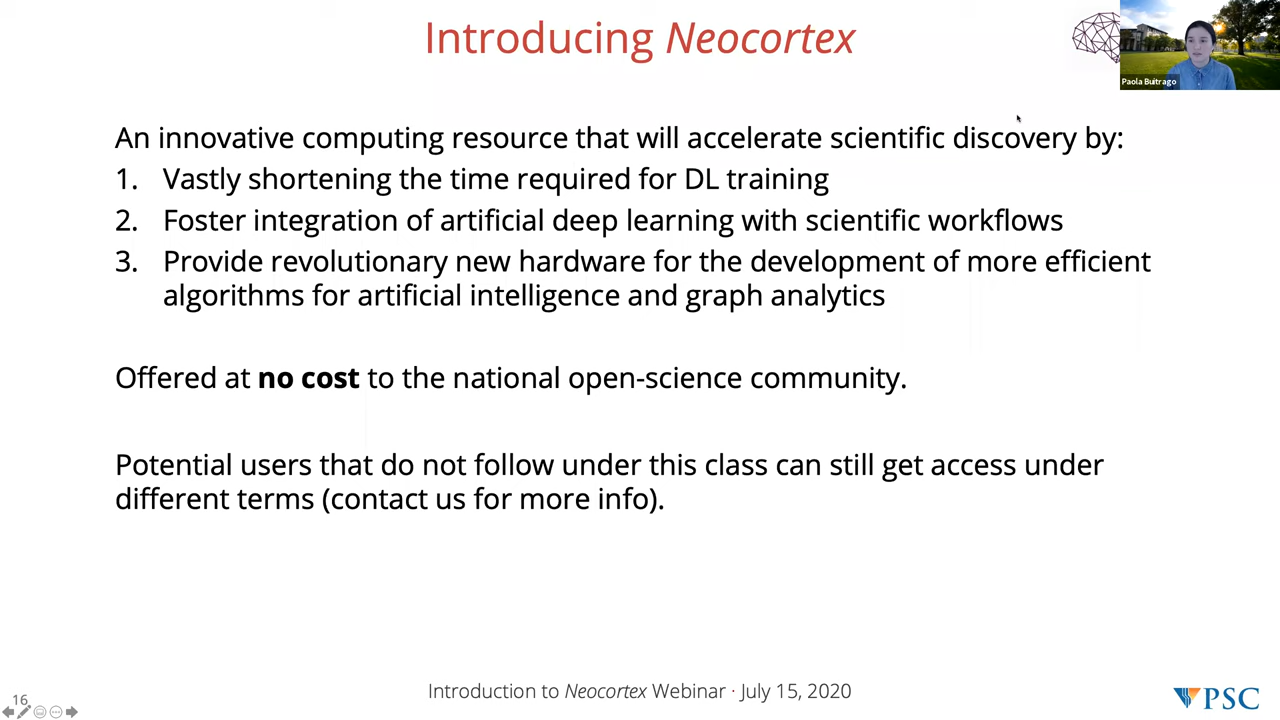 Introducing Neocortex
Paola Buitrago
An innovative computing resource that will accelerate scientific discovery by:
1. Vastly shortening the time required for DL training
2. Foster integration of artificial deep learning with scientific workflows
3. Provide revolutionary new hardware for the development of more efficient
algorithms for artificial intelligence and graph analytics
Offered at no cost to the national open-science community.
Potential users that do not follow under this class can still get access under
different terms (contact us for more info).
Introduction to Neocortex Webinar · July 15, 2020
16
PSC